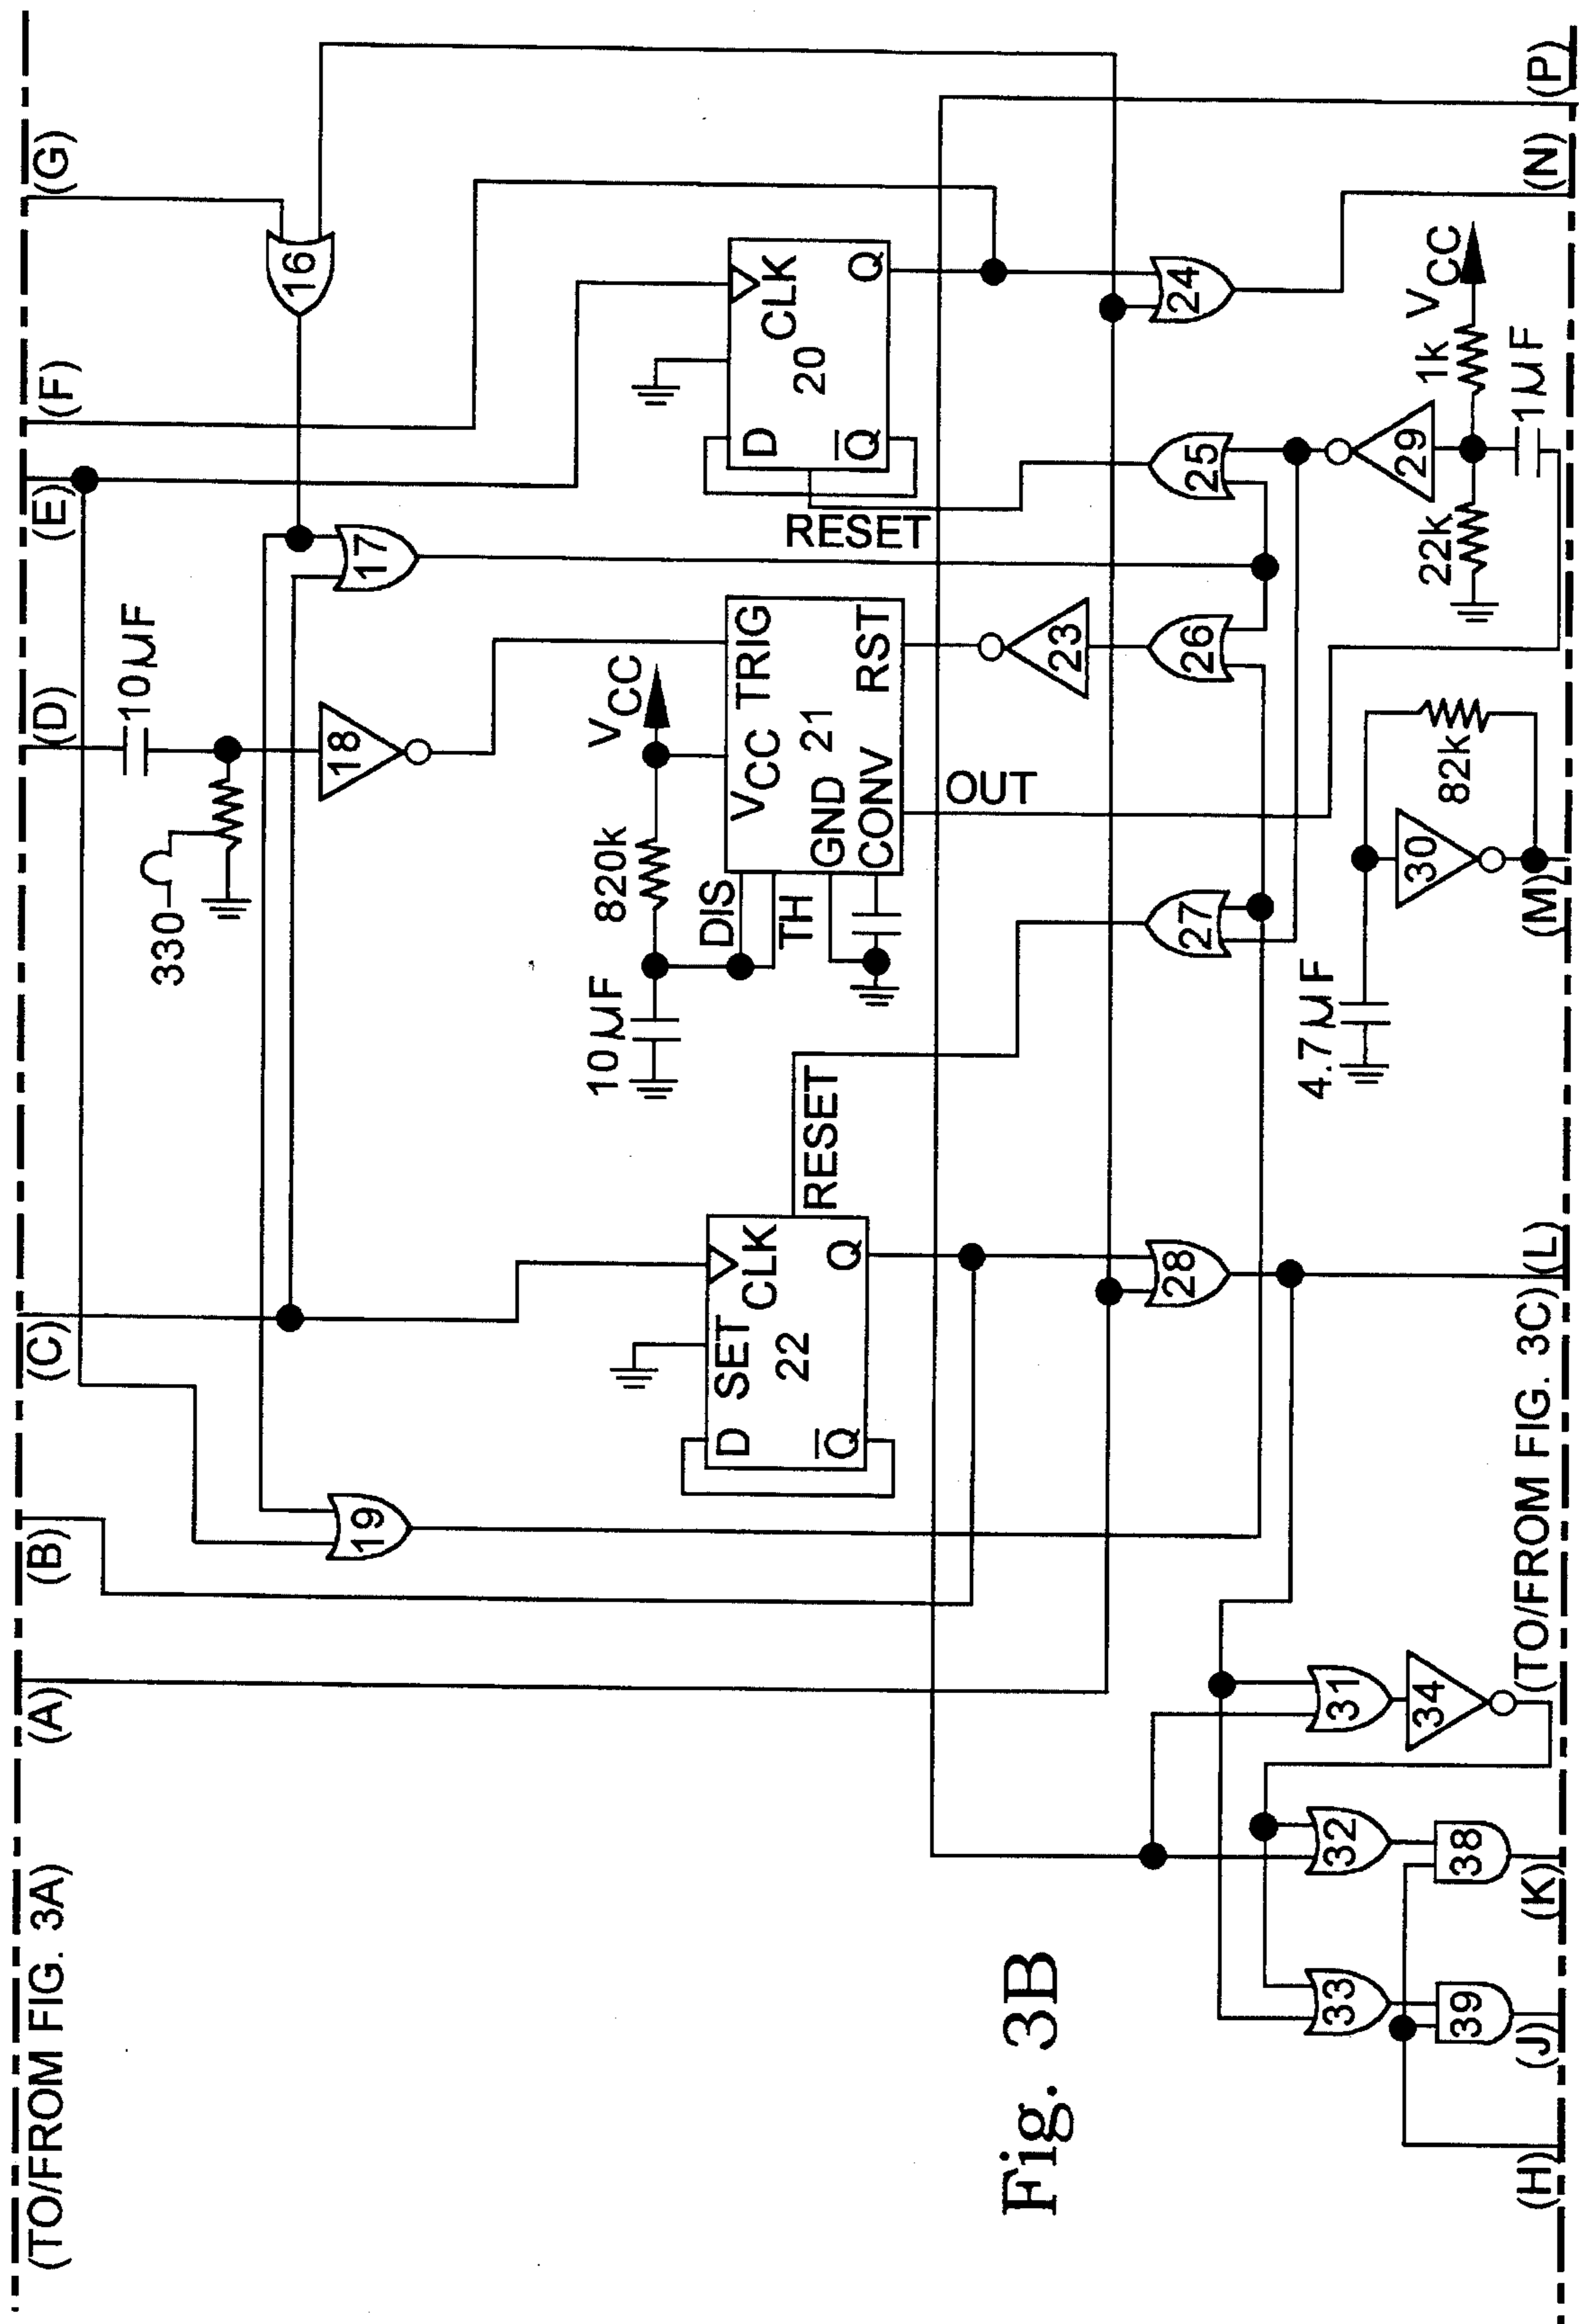 (TO/FROM FIG. 3A)
(A)
(B)
(C)
(D)
(E)
(F)
(G)
10μF
330
16
17
18
19
VCC
820k
10μF
DIS
TH
VCC
TRIG
21
GND
CONV
RST
OUT
D
CLK
20
Q
Q
RESET
D
SET
CLK
22
Q
Q
RESET
23
24
25
26
27
28
29
VCC
1k
22k
1μF
30
82k
4.7μF
31
32
33
34
38
39
(H)
(J)
(K)
(L)
(M)
(N)
(P)
(TO/FROM FIG. 3C)
Fig. 3B